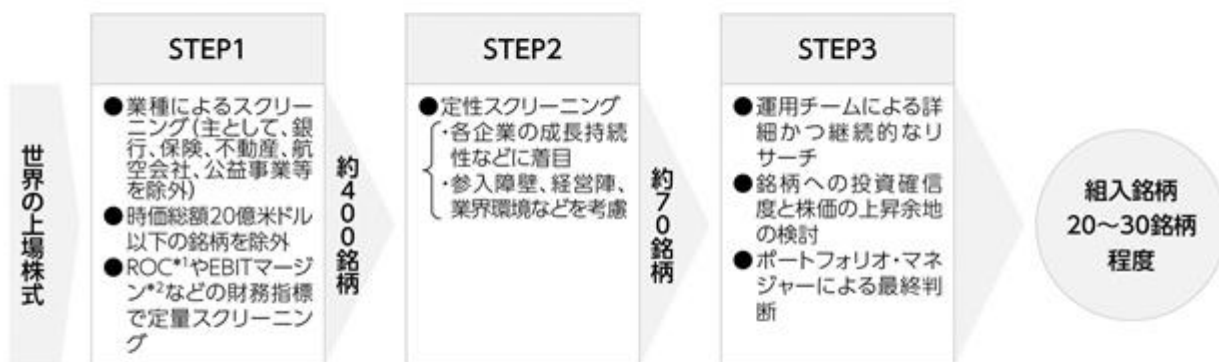 世界の上場株式
STEP1
●業種によるスクリー
ニング(主として、銀
行、保険、不動産、航
空会社、公益事業等
を除外)
●時価総額20億米ドル
以下の銘柄を除外
●ROC*1やEBITマージ
ン*2などの財務指標
で定量スクリーニン
グ
約400銘柄
STEP2
●定性スクリーニング
・各企業の成長持続
性などに着目
・参入障壁、経営陣、
業界環境などを考慮
約70銘柄
STEP3
●運用チームによる詳
細かつ継続的なリ
サーチ
●銘柄への投資確信
度と株価の上昇余地
の検討
●ポートフォリオ・マネ
ジャーによる最終判
断
組入銘柄
20～30銘柄
程度